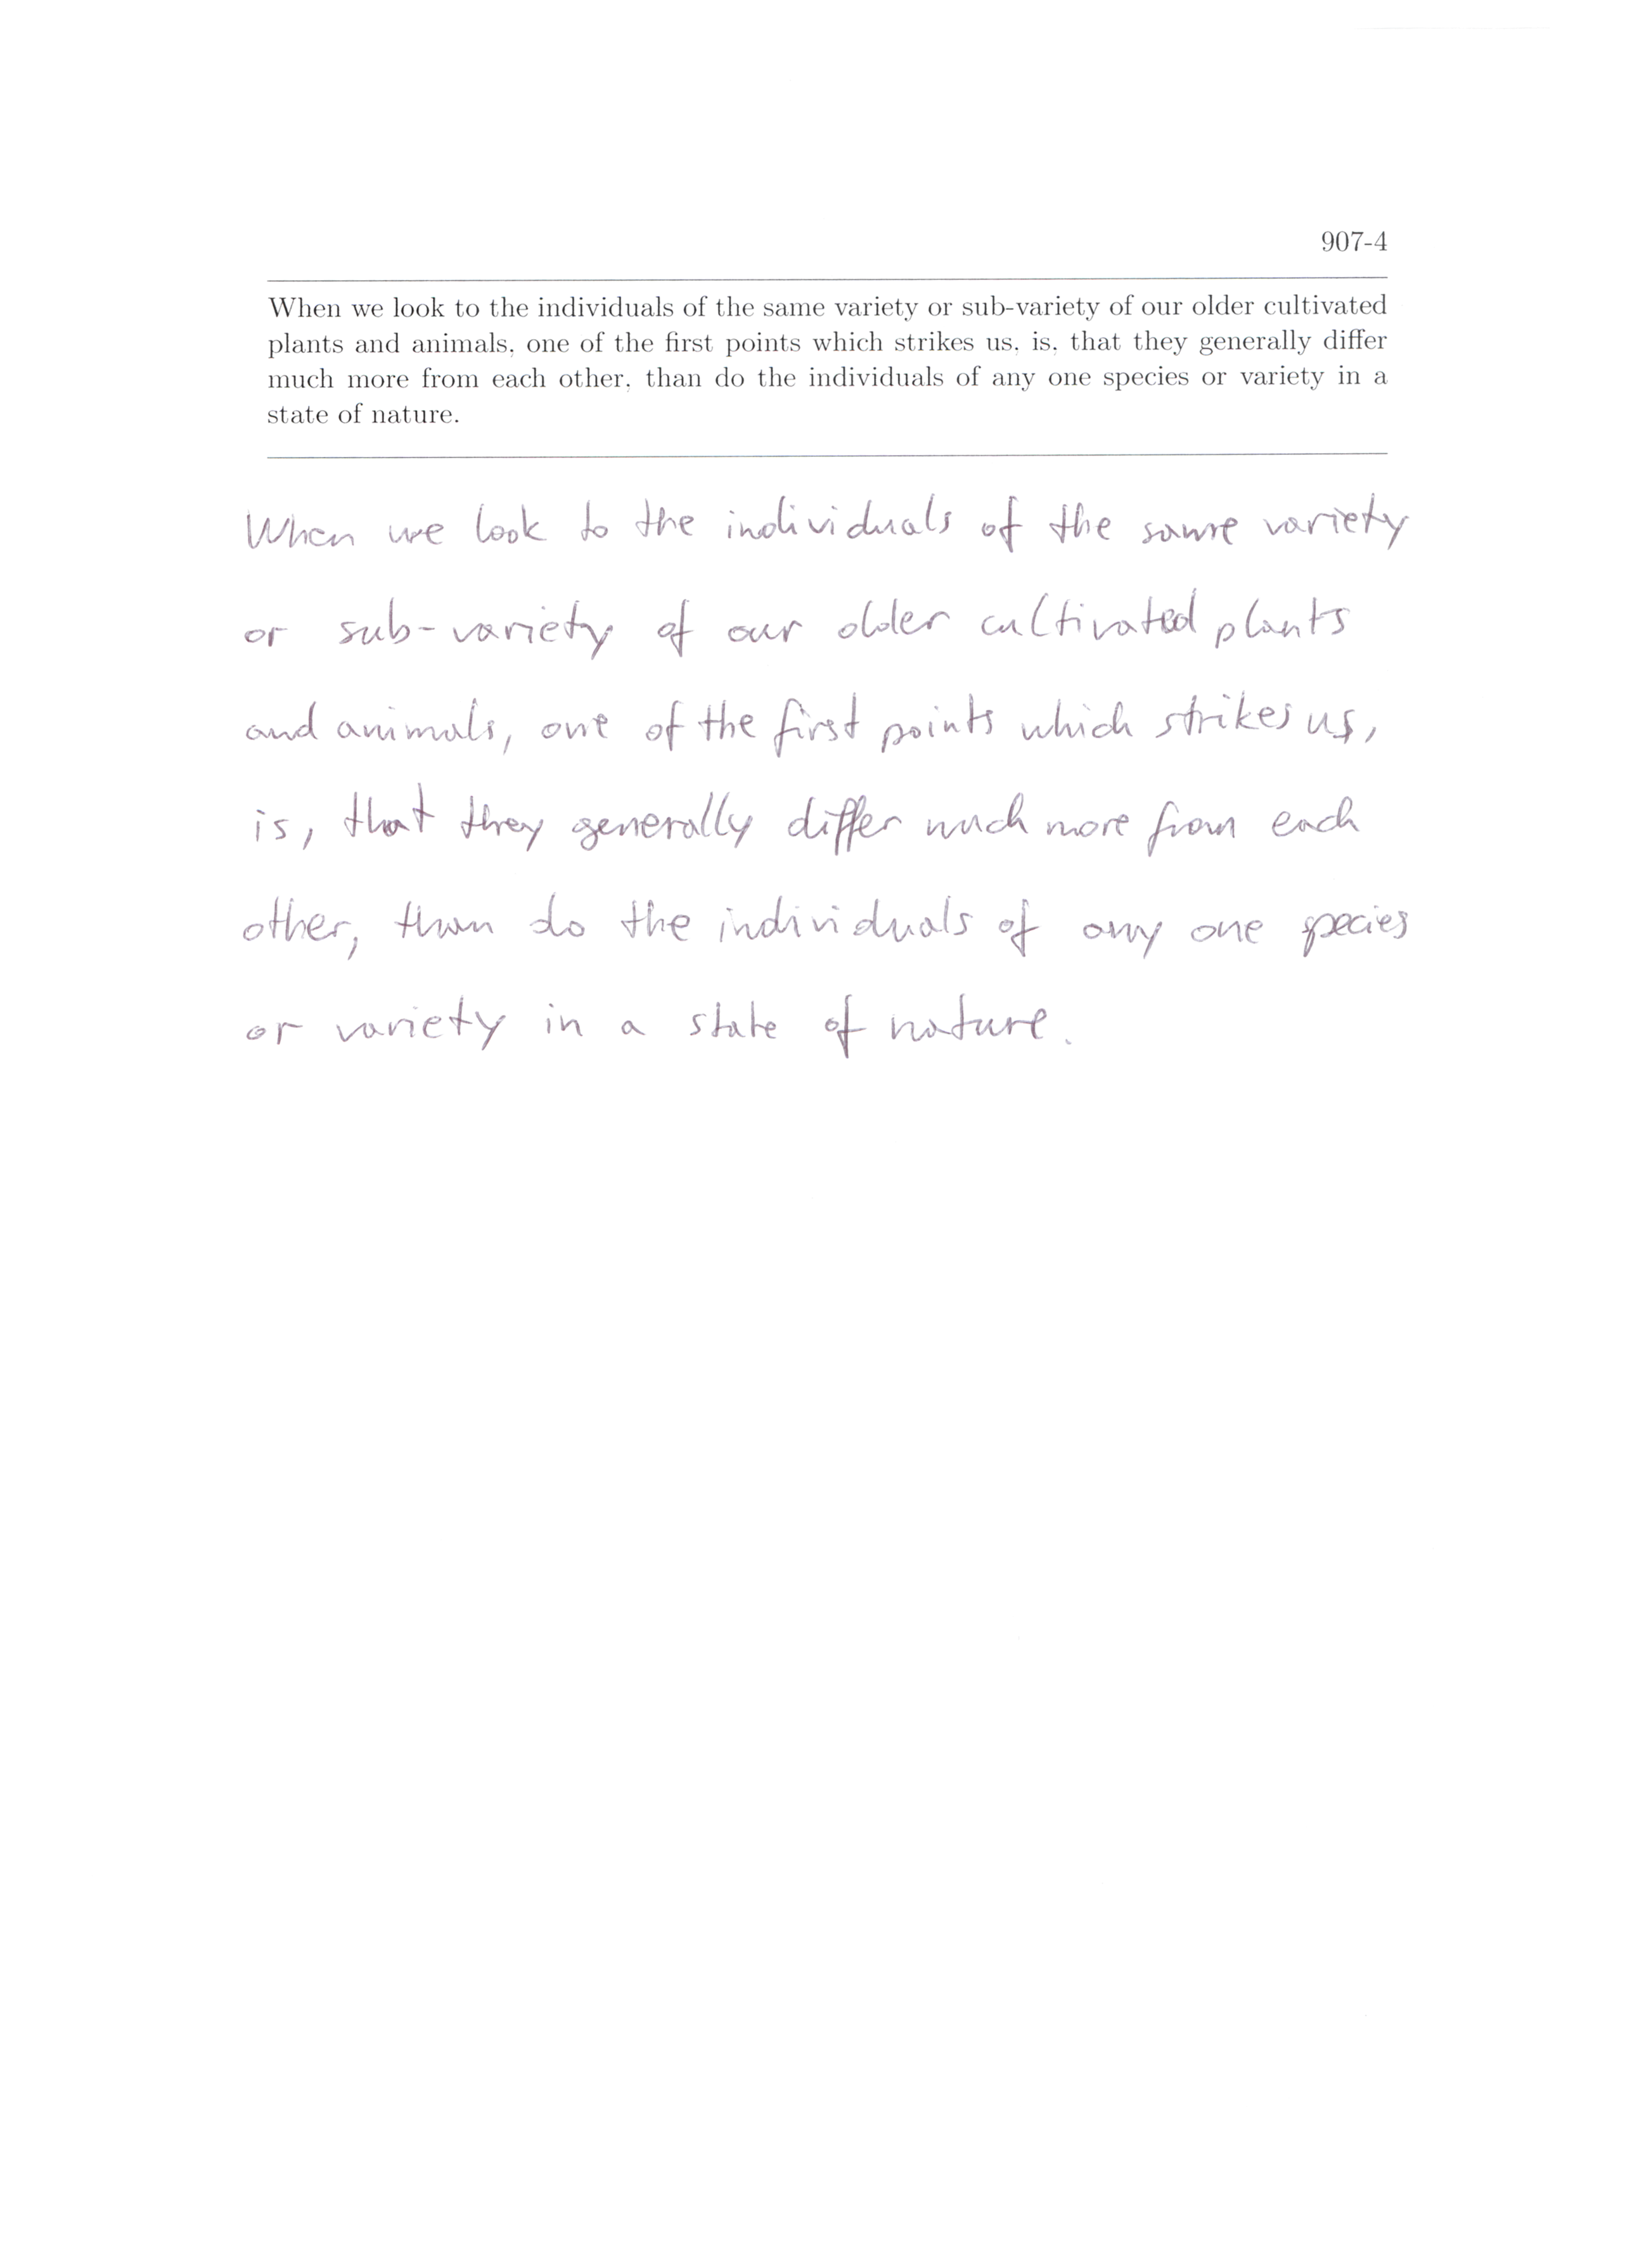 907-4
When we look to the individuals of the same variety or sub-variety of our older cultivated
plants and animals, one of the first points which strikes us, is, that they generally differ
much more from each other, than do the individuals of any one species or variety in a
state of nature.
When we look to the individuals of the same variety
or sub-variety of our older cultivated plants
and animals, one of the first points which strikes us,
is, that they generally differ much more from each
other, than do the individuals of any one species
or variety in a state of nature.